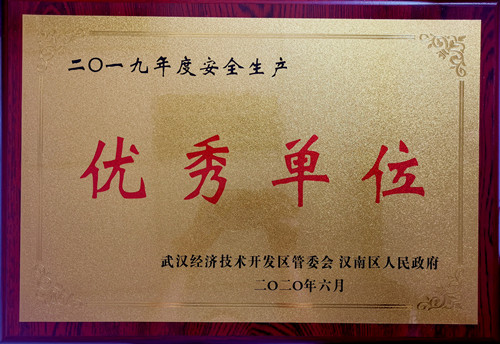 二〇一九年度安全生产
优秀单位
武汉经济技术开发区管委会 汉南区人民政府
二〇二〇年六月